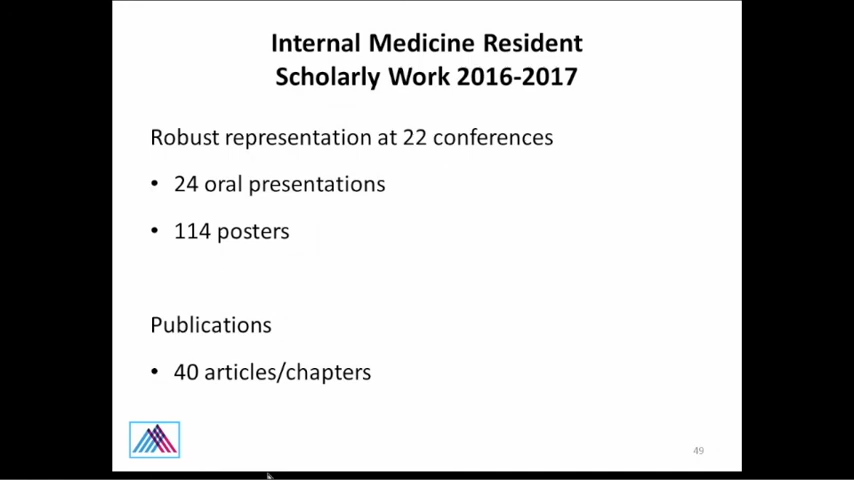 Internal Medicine Resident
Scholarly Work 2016-2017
Robust representation at 22 conferences
• 24 oral presentations
• 114 posters
Publications
• 40 articles/chapters
49